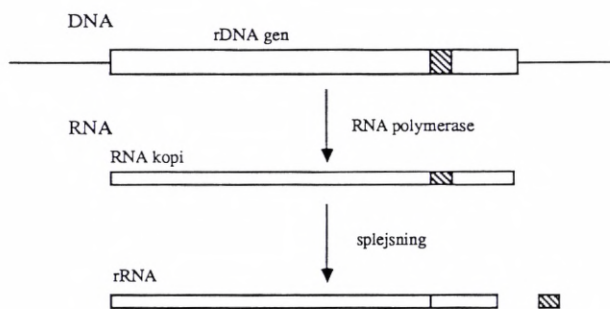 DNA
rDNA gen
RNA polymerase
RNA
RNA kopi
splejsning
rRNA